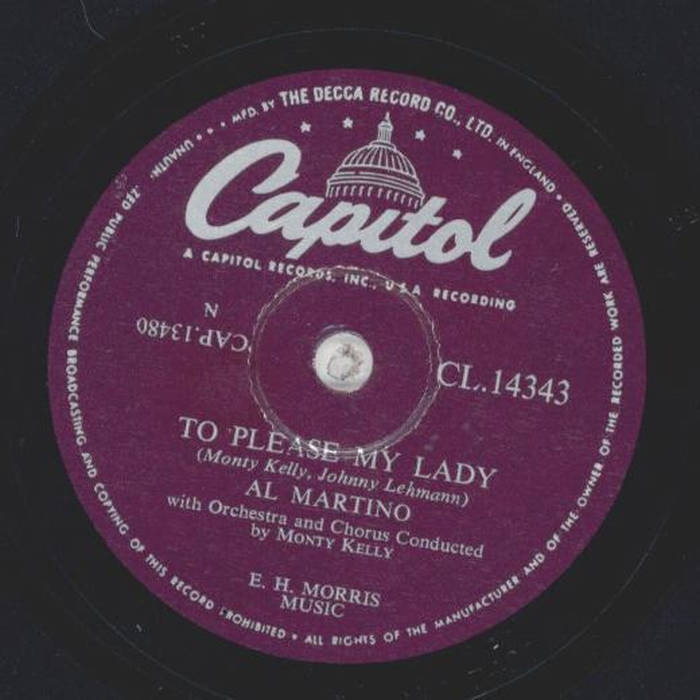 MFD. BY THE DECCA RECORD CO., LTD. IN ENGLAND • ALL RIGHTS OF THE MANUFACTURER AND OF THE OWNER OF THE RECORDED WORK ARE RESERVED • PUBLIC PERFORMANCE BROADCASTING AND COPYING OF THIS RECORD PROHIBITED •
Capitol
A CAPITOL RECORDS, INC., U.S.A. RECORDING
N
CAP.13480
CL.14343
TO PLEASE MY LADY
(Monty Kelly, Johnny Lehmann)
AL MARTINO
with Orchestra and Chorus Conducted
by MONTY KELLY
E. H. MORRIS
MUSIC